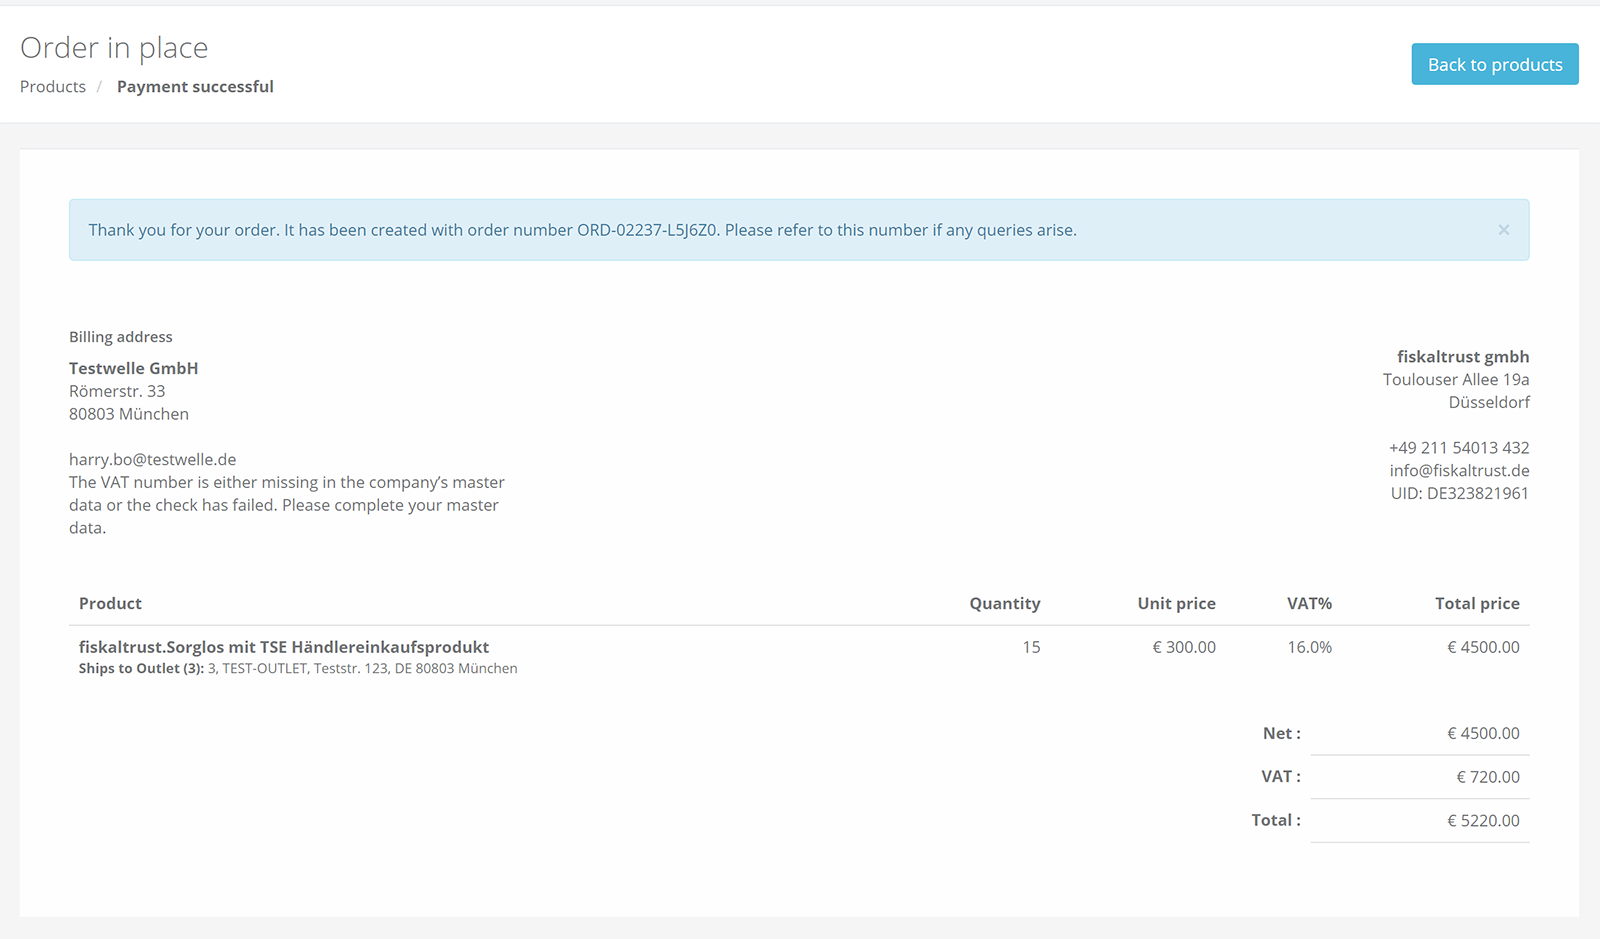 Order in place
Products / Payment successful
Back to products
Thank you for your order. It has been created with order number ORD-02237-L5J6Z0. Please refer to this number if any queries arise. ×
Billing address
Testwelle GmbH
Römerstr. 33
80803 München
harry.bo@testwelle.de
The VAT number is either missing in the company’s master
data or the check has failed. Please complete your master
data.
fiskaltrust gmbh
Toulouser Allee 19a
Düsseldorf
+49 211 54013 432
info@fiskaltrust.de
UID: DE323821961
Product Quantity Unit price VAT% Total price
fiskaltrust.Sorglos mit TSE Händlereinkaufsprodukt 15 € 300.00 16.0% € 4500.00
Ships to Outlet (3): 3, TEST-OUTLET, Teststr. 123, DE 80803 München
Net : € 4500.00
VAT : € 720.00
Total : € 5220.00